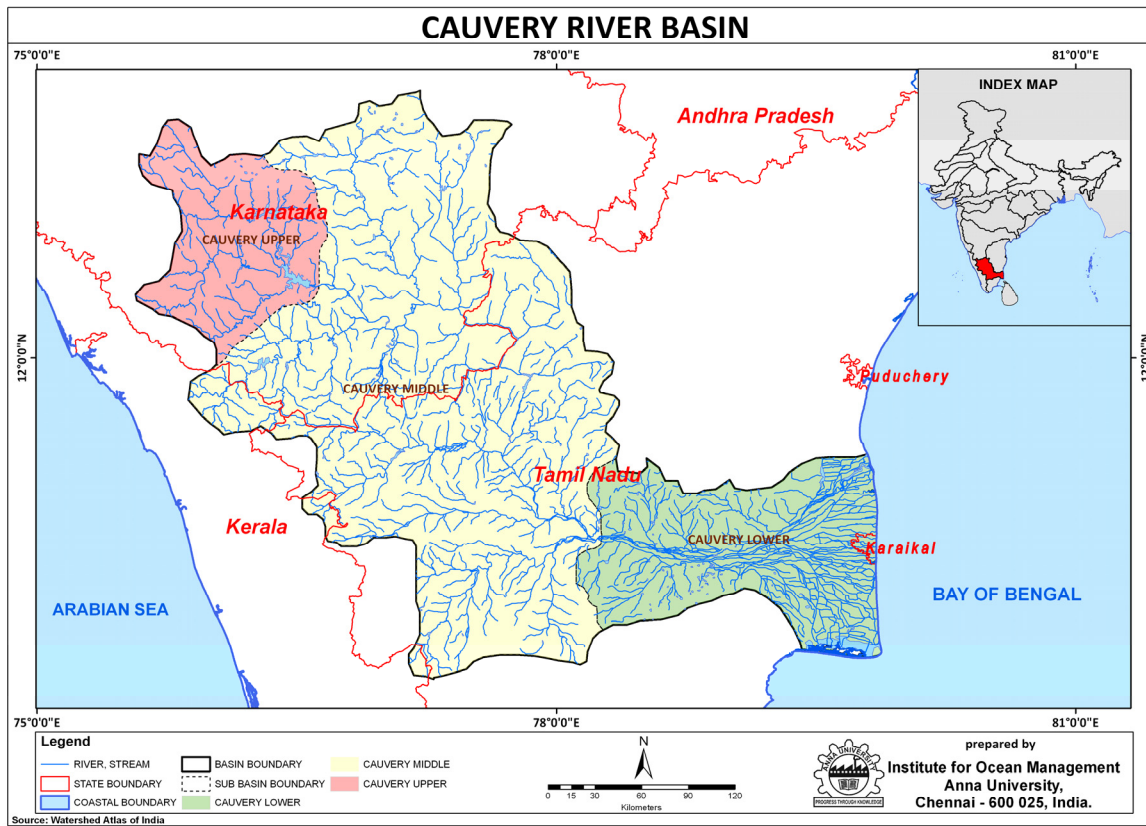 CAUVERY RIVER BASIN
75°0'0"E 78°0'0"E 81°0'0"E
INDEX MAP
Andhra Pradesh
Karnataka
CAUVERY UPPER
12°0'0"N 12°0'0"N
Puduchery
CAUVERY MIDDLE
Tamil Nadu
Kerala
CAUVERY LOWER
Karaikal
ARABIAN SEA
BAY OF BENGAL
75°0'0"E 78°0'0"E 81°0'0"E
Legend
RIVER, STREAM
STATE BOUNDARY
COASTAL BOUNDARY
BASIN BOUNDARY
SUB BASIN BOUNDARY
CAUVERY LOWER
CAUVERY MIDDLE
CAUVERY UPPER
N
0 15 30 60 90 120
Kilometers
ANNA UNIVERSITY
PROGRESS THROUGH KNOWLEDGE
prepared by
Institute for Ocean Management
Anna University,
Chennai - 600 025, India.
Source: Watershed Atlas of India